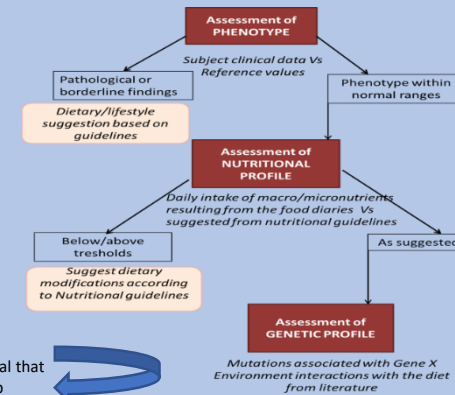 Assessment of
PHENOTYPE
Subject clinical data Vs
Reference values
Pathological or
borderline findings
Phenotype within
normal ranges
Dietary/lifestyle
suggestion based on
guidelines
Assessment of
NUTRITIONAL
PROFILE
Daily intake of macro/micronutrients
resulting from the food diaries Vs
suggested from nutritional guidelines
Below/above
tresholds
As suggested
Suggest dietary
modifications according
to Nutritional guidelines
Assessment of
GENETIC PROFILE
that
Mutations associated with Gene X
Environment interactions with the diet
from literature